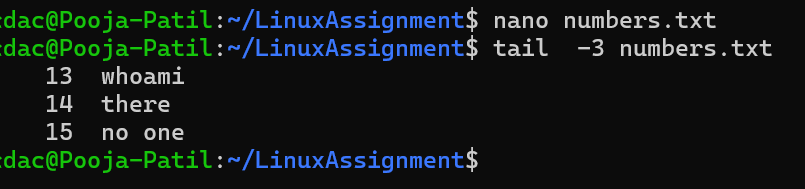 cdac@Pooja-Patil:~/LinuxAssignment$ nano numbers.txt
cdac@Pooja-Patil:~/LinuxAssignment$ tail  -3 numbers.txt
    13  whoami
    14  there
    15  no one
cdac@Pooja-Patil:~/LinuxAssignment$